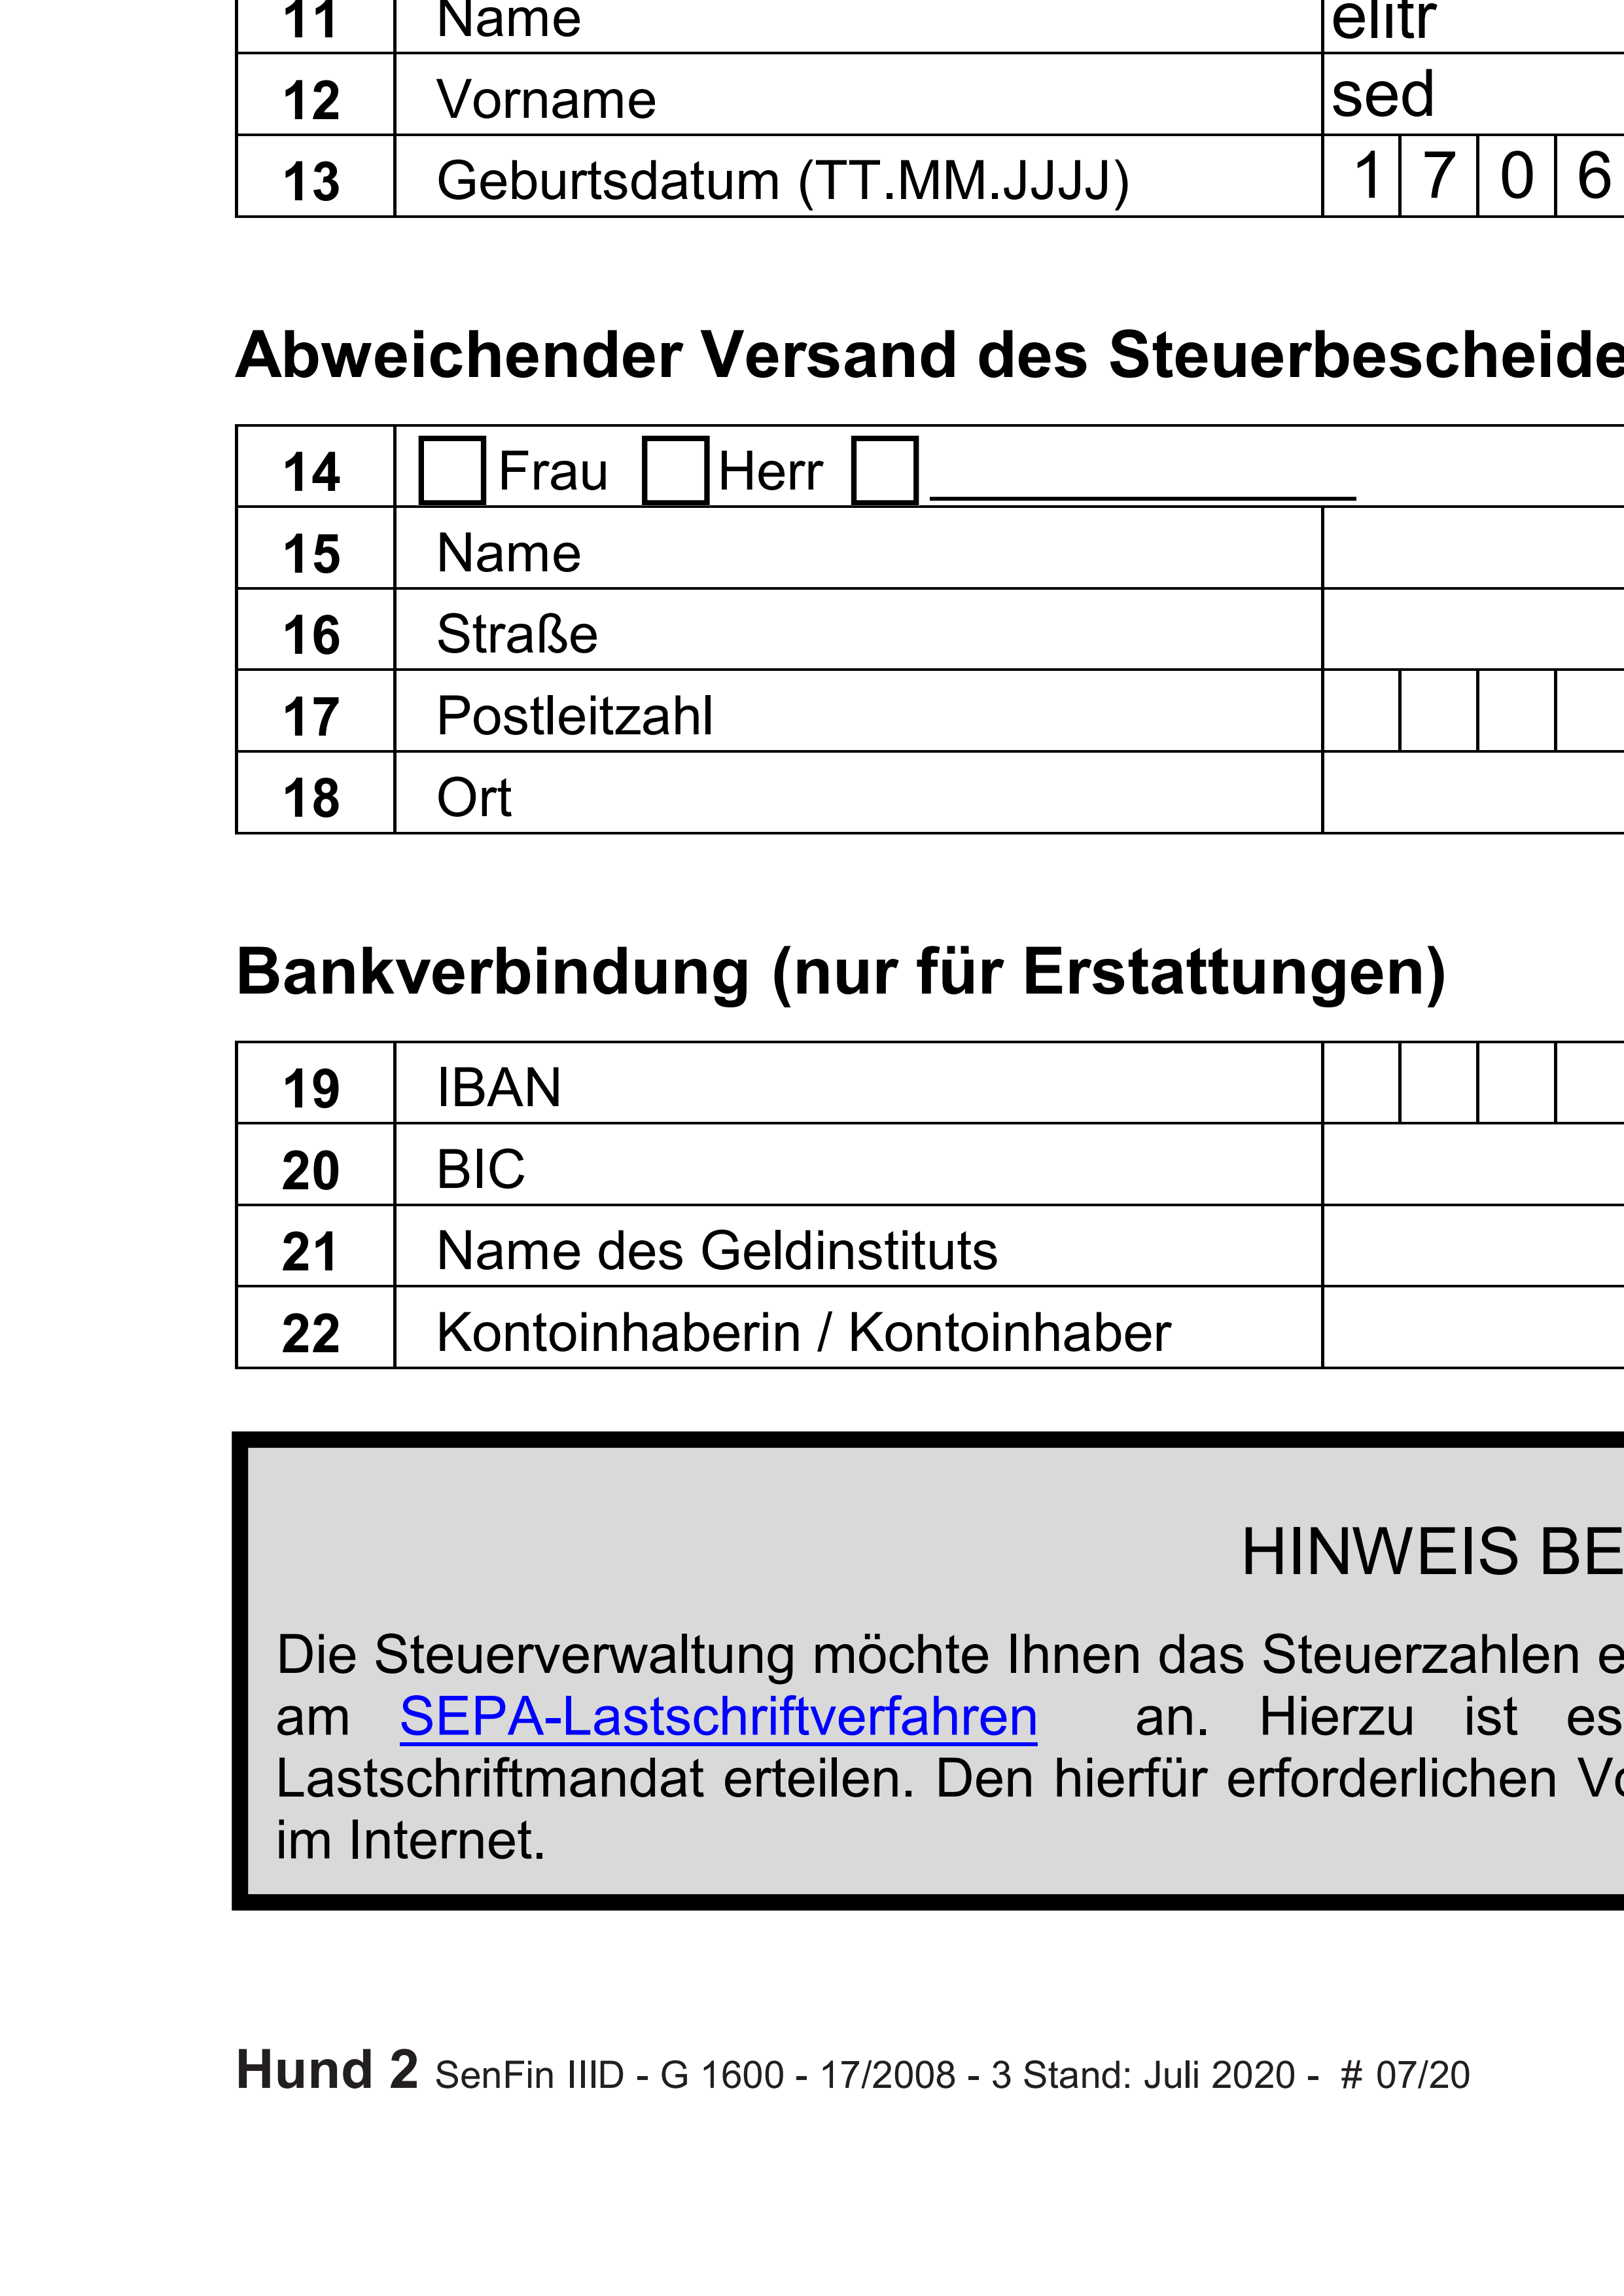 11 Name elitr
12 Vorname sed
13 Geburtsdatum (TT.MM.JJJJ) 1 7 0 6
Abweichender Versand des Steuerbescheide
14 Frau Herr
15 Name
16 Straße
17 Postleitzahl
18 Ort
Bankverbindung (nur für Erstattungen)
19 IBAN
20 BIC
21 Name des Geldinstituts
22 Kontoinhaberin / Kontoinhaber
HINWEIS BE
Die Steuerverwaltung möchte Ihnen das Steuerzahlen e
am SEPA-Lastschriftverfahren an. Hierzu ist es
Lastschriftmandat erteilen. Den hierfür erforderlichen Vo
im Internet.
Hund 2 SenFin IIID - G 1600 - 17/2008 - 3 Stand: Juli 2020 - # 07/20